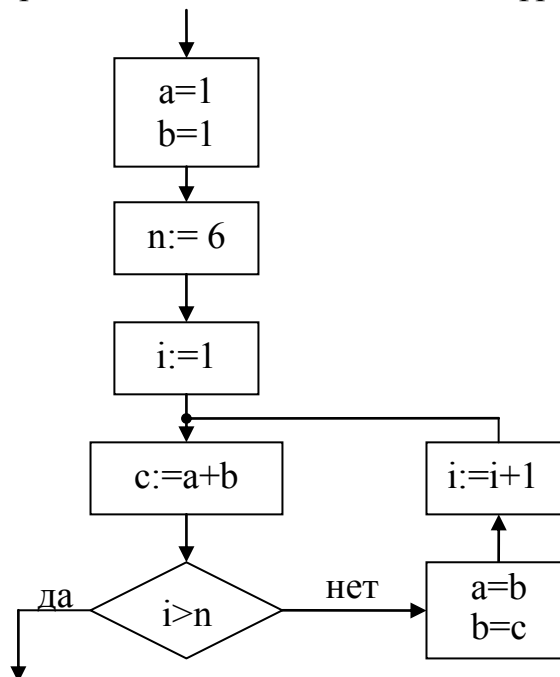 a=1
b=1
n:= 6
i:=1
c:=a+b
i:=i+1
да
i>n
нет
a=b
b=c